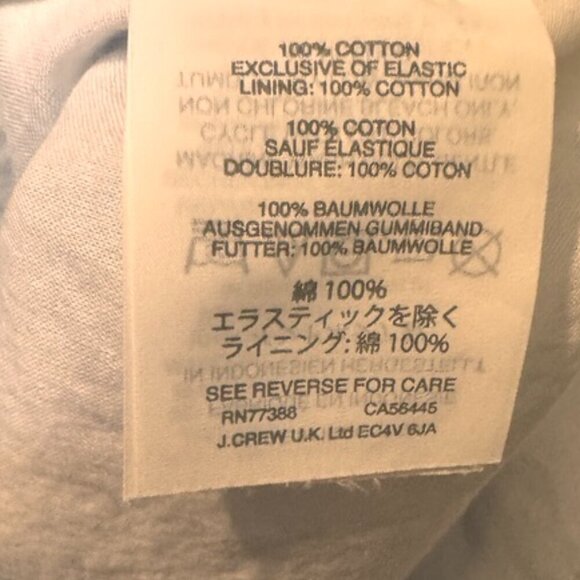 100% COTTON
EXCLUSIVE OF ELASTIC
LINING: 100% COTTON
100% COTON
SAUF ÉLASTIQUE
DOUBLURE: 100% COTON
100% BAUMWOLLE
AUSGENOMMEN GUMMIBAND
FUTTER: 100% BAUMWOLLE
綿 100%
エラスティックを除く
ライニング: 綿 100%
SEE REVERSE FOR CARE
RN77388 CA56445
J.CREW U.K. Ltd EC4V 6JA